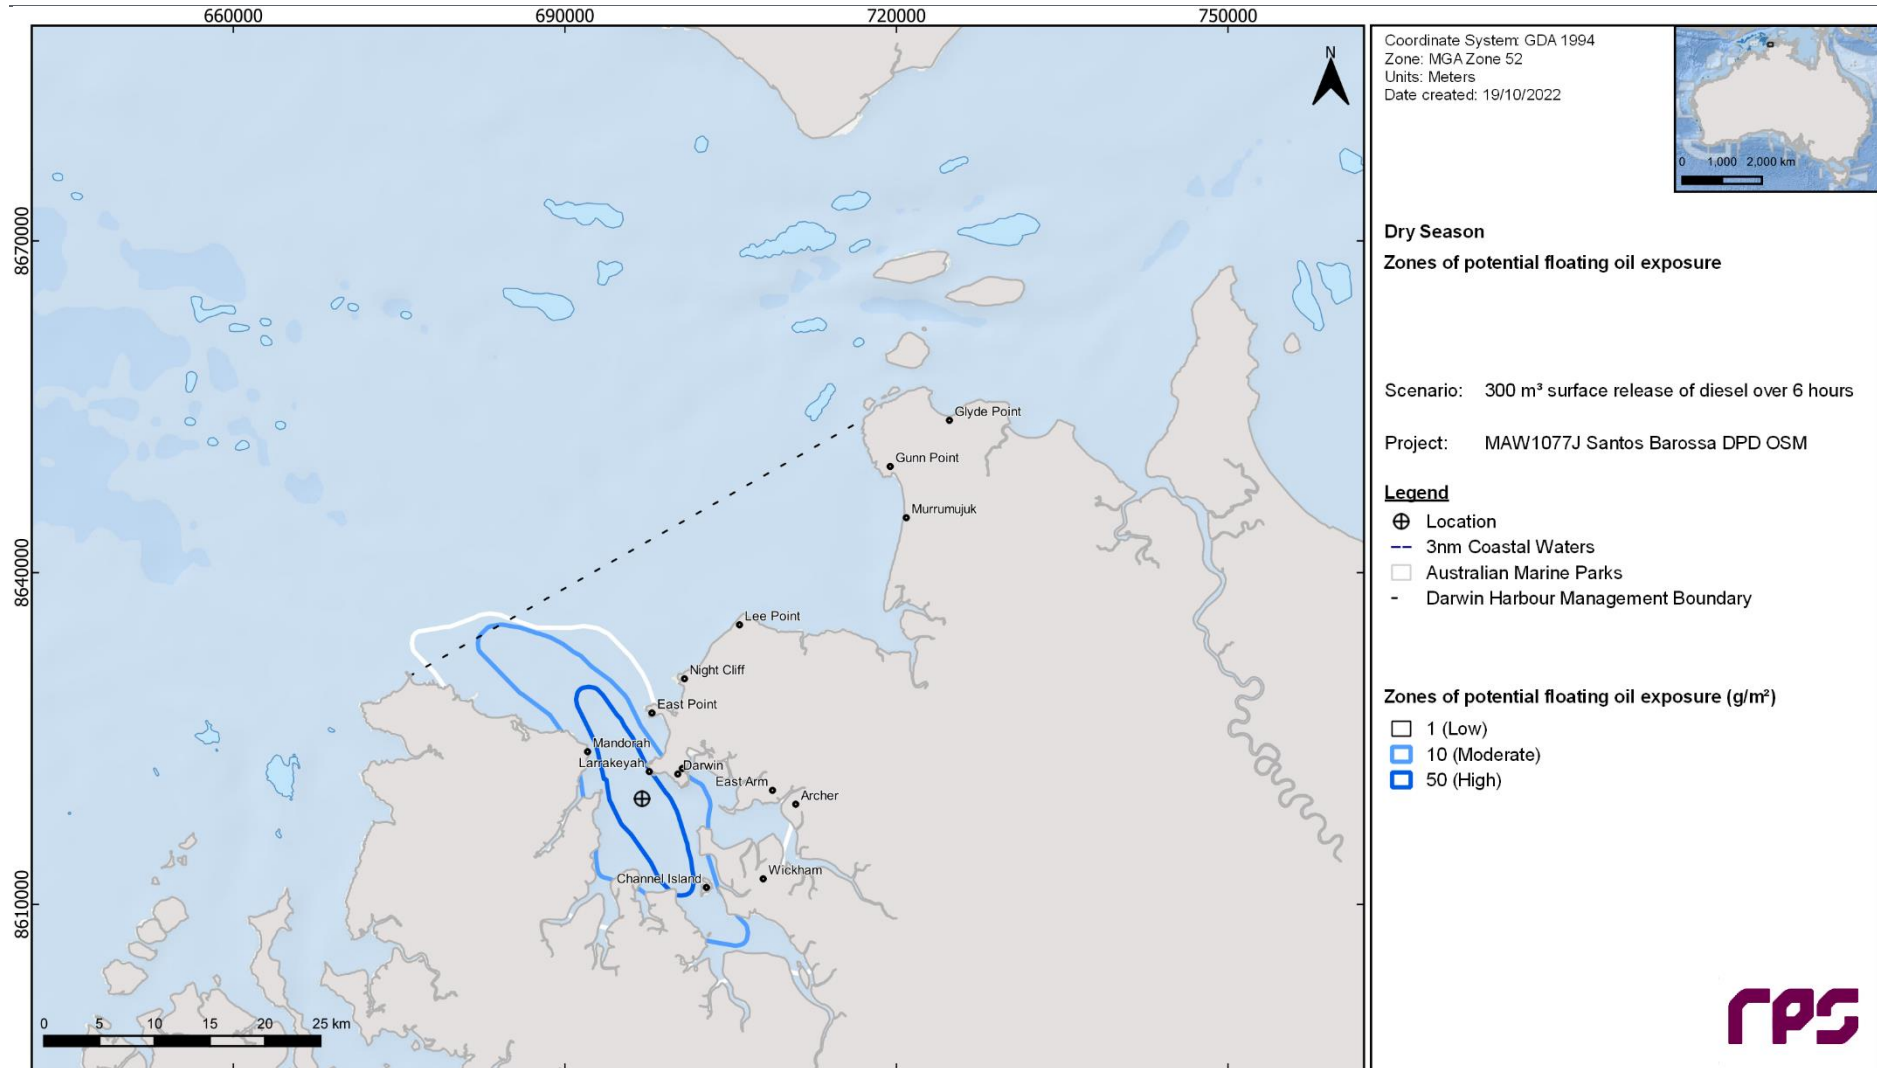 660000
690000
720000
750000
8670000
8640000
8610000
N
Glyde Point
Gunn Point
Murrumujuk
Lee Point
Night Cliff
East Point
Mandorah
Larrakeyah
Darwin
East Arm
Archer
Wickham
Channel Island
0 5 10 15 20 25 km
Coordinate System: GDA 1994
Zone: MGA Zone 52
Units: Meters
Date created: 19/10/2022
0 1,000 2,000 km
Dry Season
Zones of potential floating oil exposure
Scenario: 300 m³ surface release of diesel over 6 hours
Project: MAW1077J Santos Barossa DPD OSM
Legend
Location
3nm Coastal Waters
Australian Marine Parks
Darwin Harbour Management Boundary
Zones of potential floating oil exposure (g/m²)
1 (Low)
10 (Moderate)
50 (High)
rps